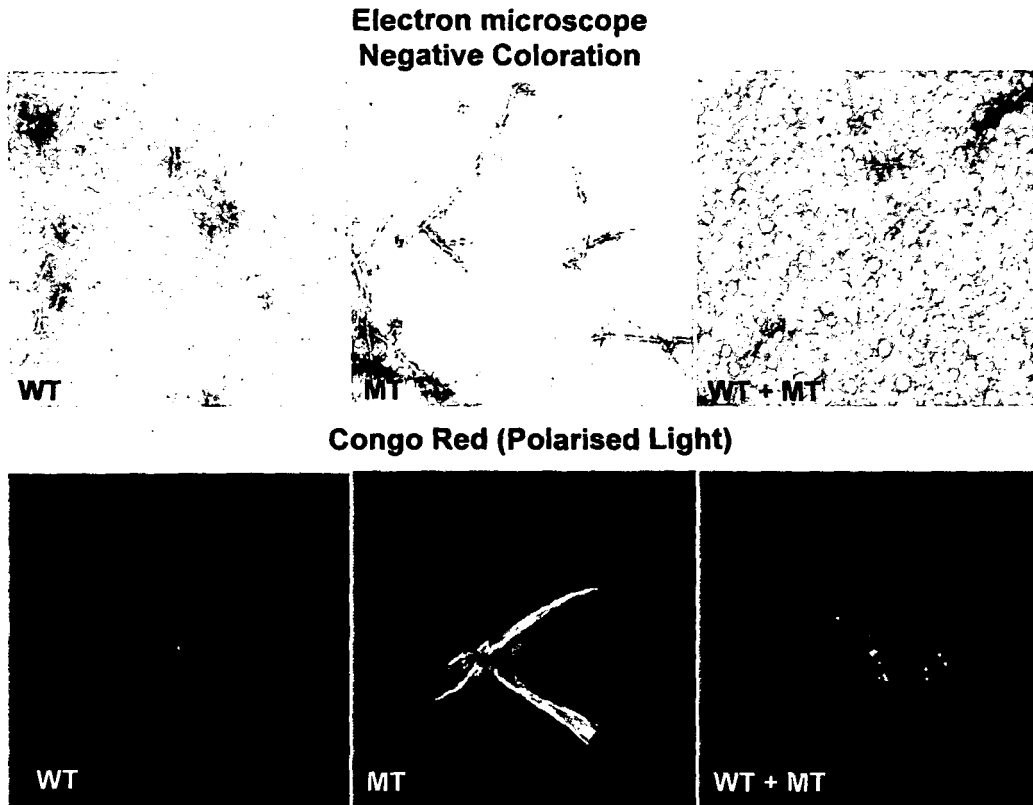 Electron microscope
Negative Coloration
WT
MT
WT + MT
Congo Red (Polarised Light)
WT
MT
WT + MT